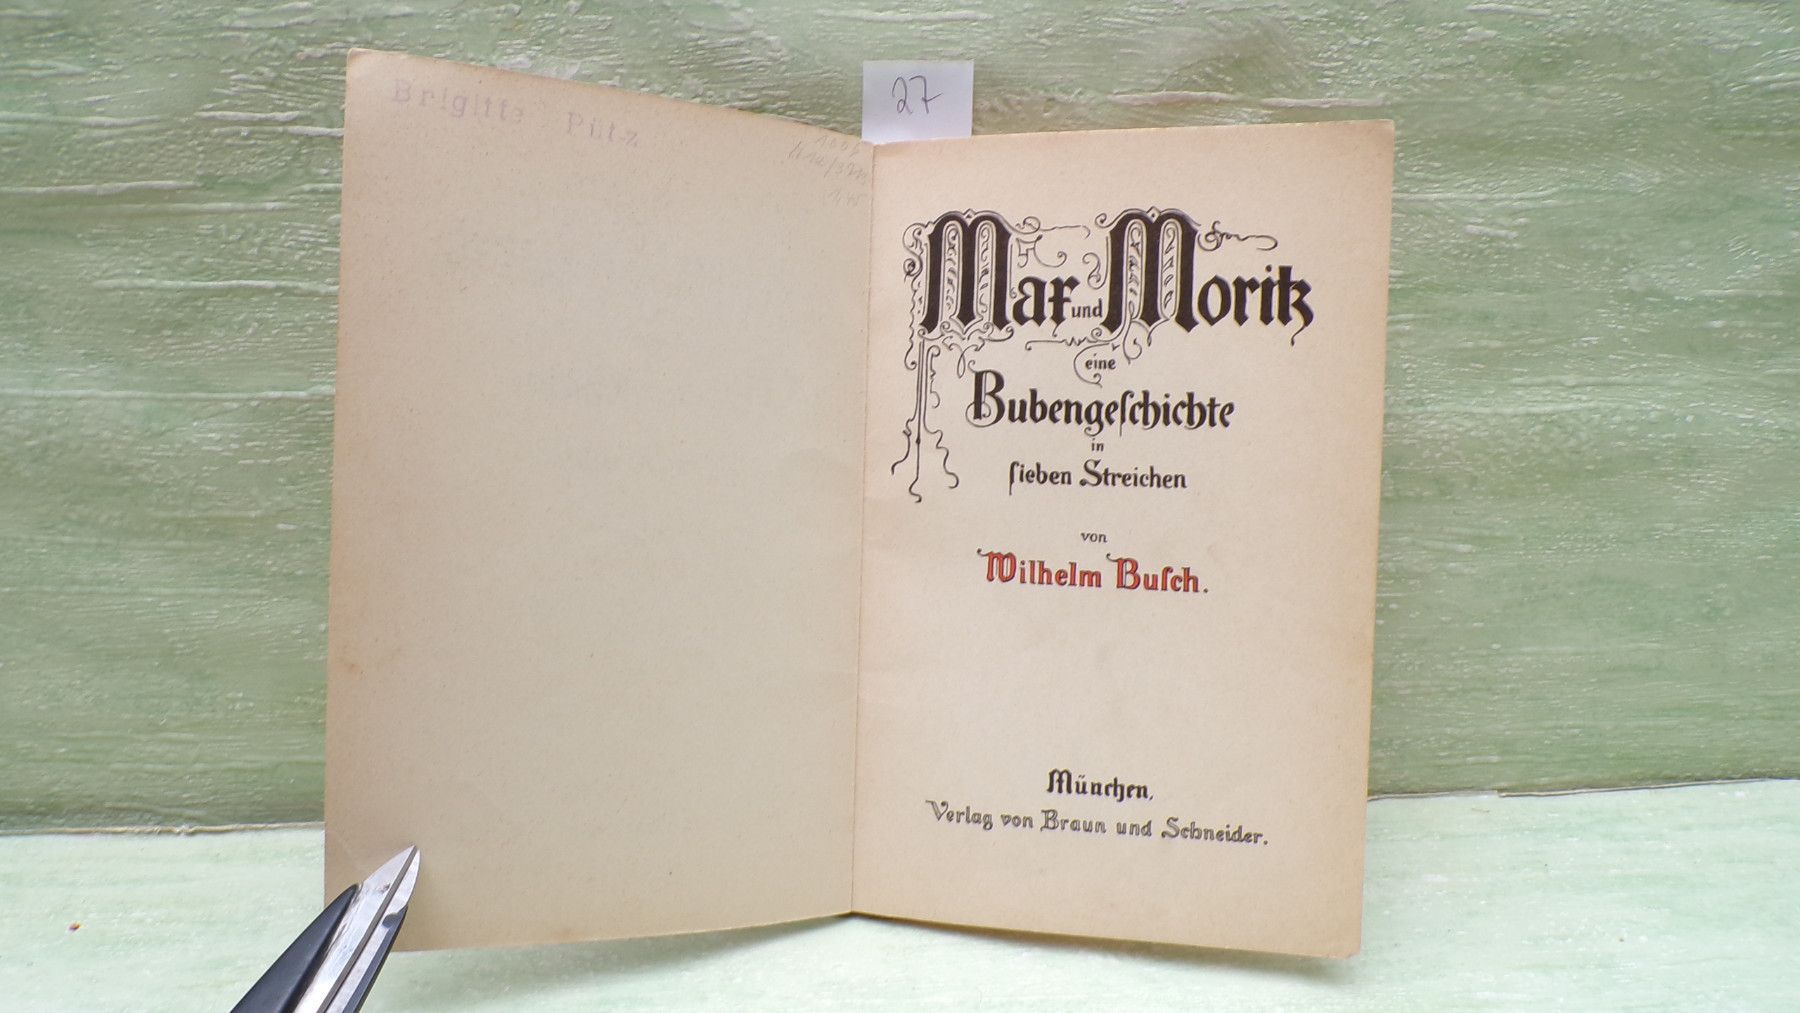 Brigitte Pütz
27
Max und Moritz
eine
Bubengeſchichte
in
ſieben Streichen
von
Wilhelm Buſch.
München.
Verlag von Braun und Schneider.